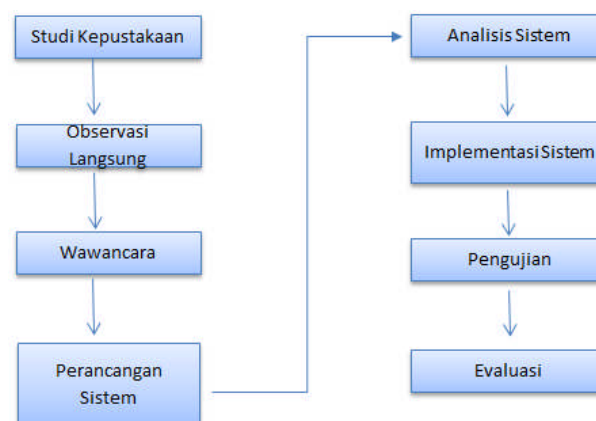 Studi Kepustakaan
Observasi
Langsung
Wawancara
Perancangan
Sistem
Analisis Sistem
Implementasi Sistem
Pengujian
Evaluasi